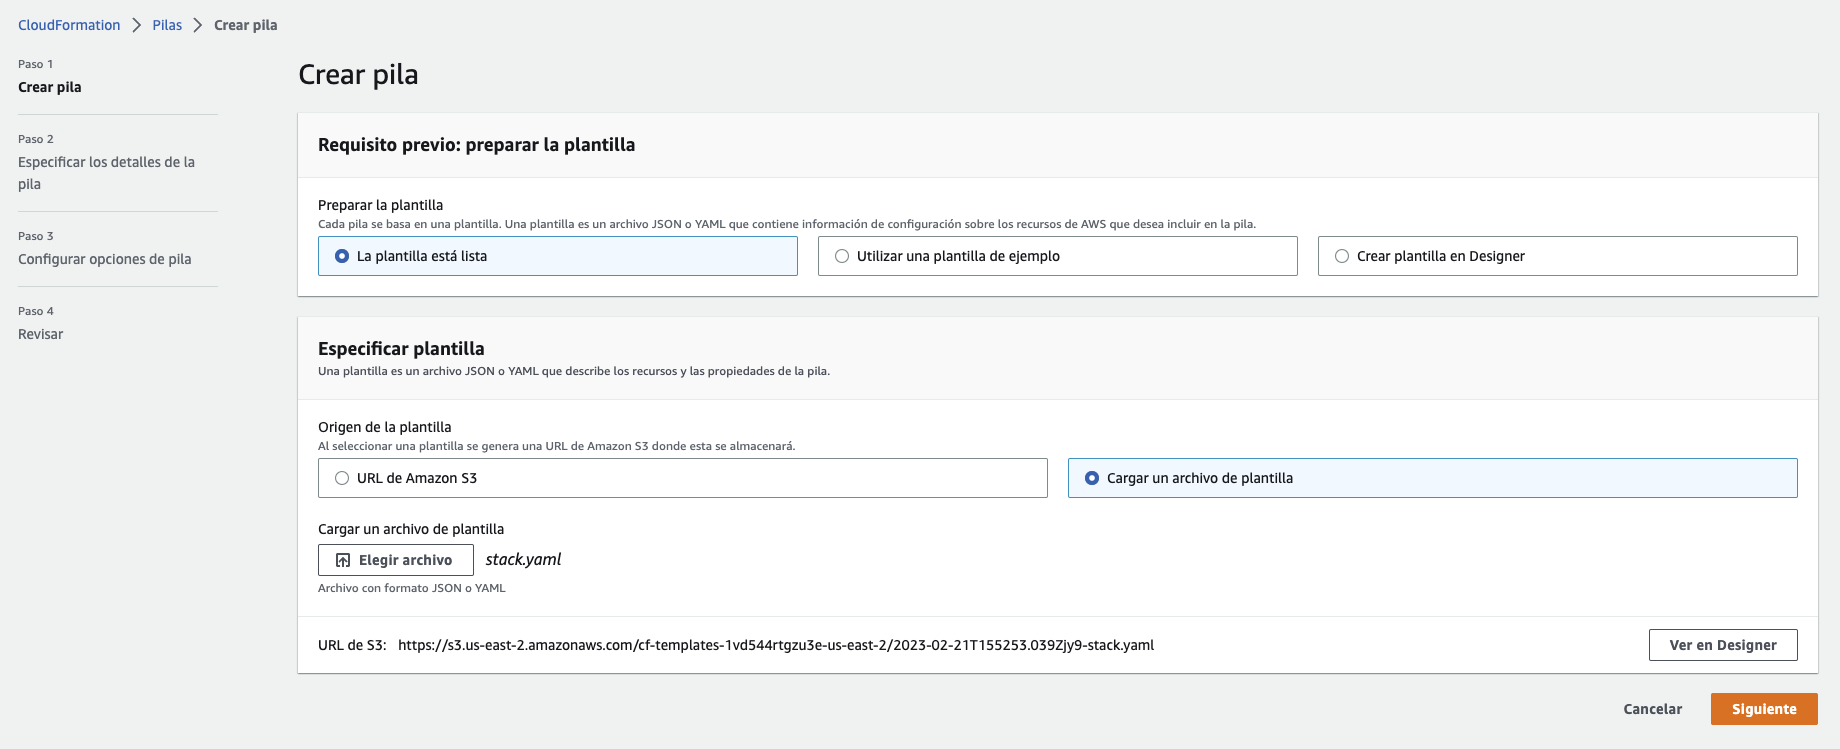 CloudFormation > Pilas > Crear pila
Paso 1
Crear pila
Paso 2
Especificar los detalles de la
pila
Paso 3
Configurar opciones de pila
Paso 4
Revisar
Crear pila
Requisito previo: preparar la plantilla
Preparar la plantilla
Cada pila se basa en una plantilla. Una plantilla es un archivo JSON o YAML que contiene información de configuración sobre los recursos de AWS que desea incluir en la pila.
La plantilla está lista
Utilizar una plantilla de ejemplo
Crear plantilla en Designer
Especificar plantilla
Una plantilla es un archivo JSON o YAML que describe los recursos y las propiedades de la pila.
Origen de la plantilla
Al seleccionar una plantilla se genera una URL de Amazon S3 donde esta se almacenará.
URL de Amazon S3
Cargar un archivo de plantilla
Cargar un archivo de plantilla
Elegir archivo stack.yaml
Archivo con formato JSON o YAML
URL de S3: https://s3.us-east-2.amazonaws.com/cf-templates-1vd544rtgzu3e-us-east-2/2023-02-21T155253.039Zjy9-stack.yaml
Ver en Designer
Cancelar
Siguiente